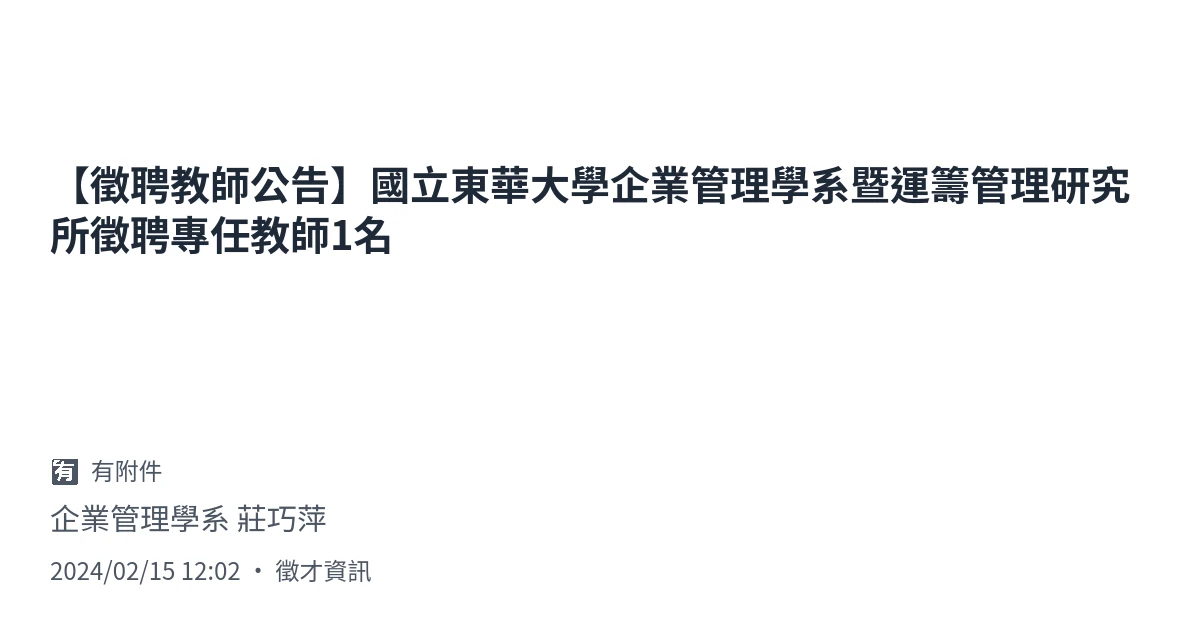 【徵聘教師公告】國立東華大學企業管理學系暨運籌管理研究
所徵聘專任教師1名
有 有附件
企業管理學系 莊巧萍
2024/02/15 12:02 ・ 徵才資訊